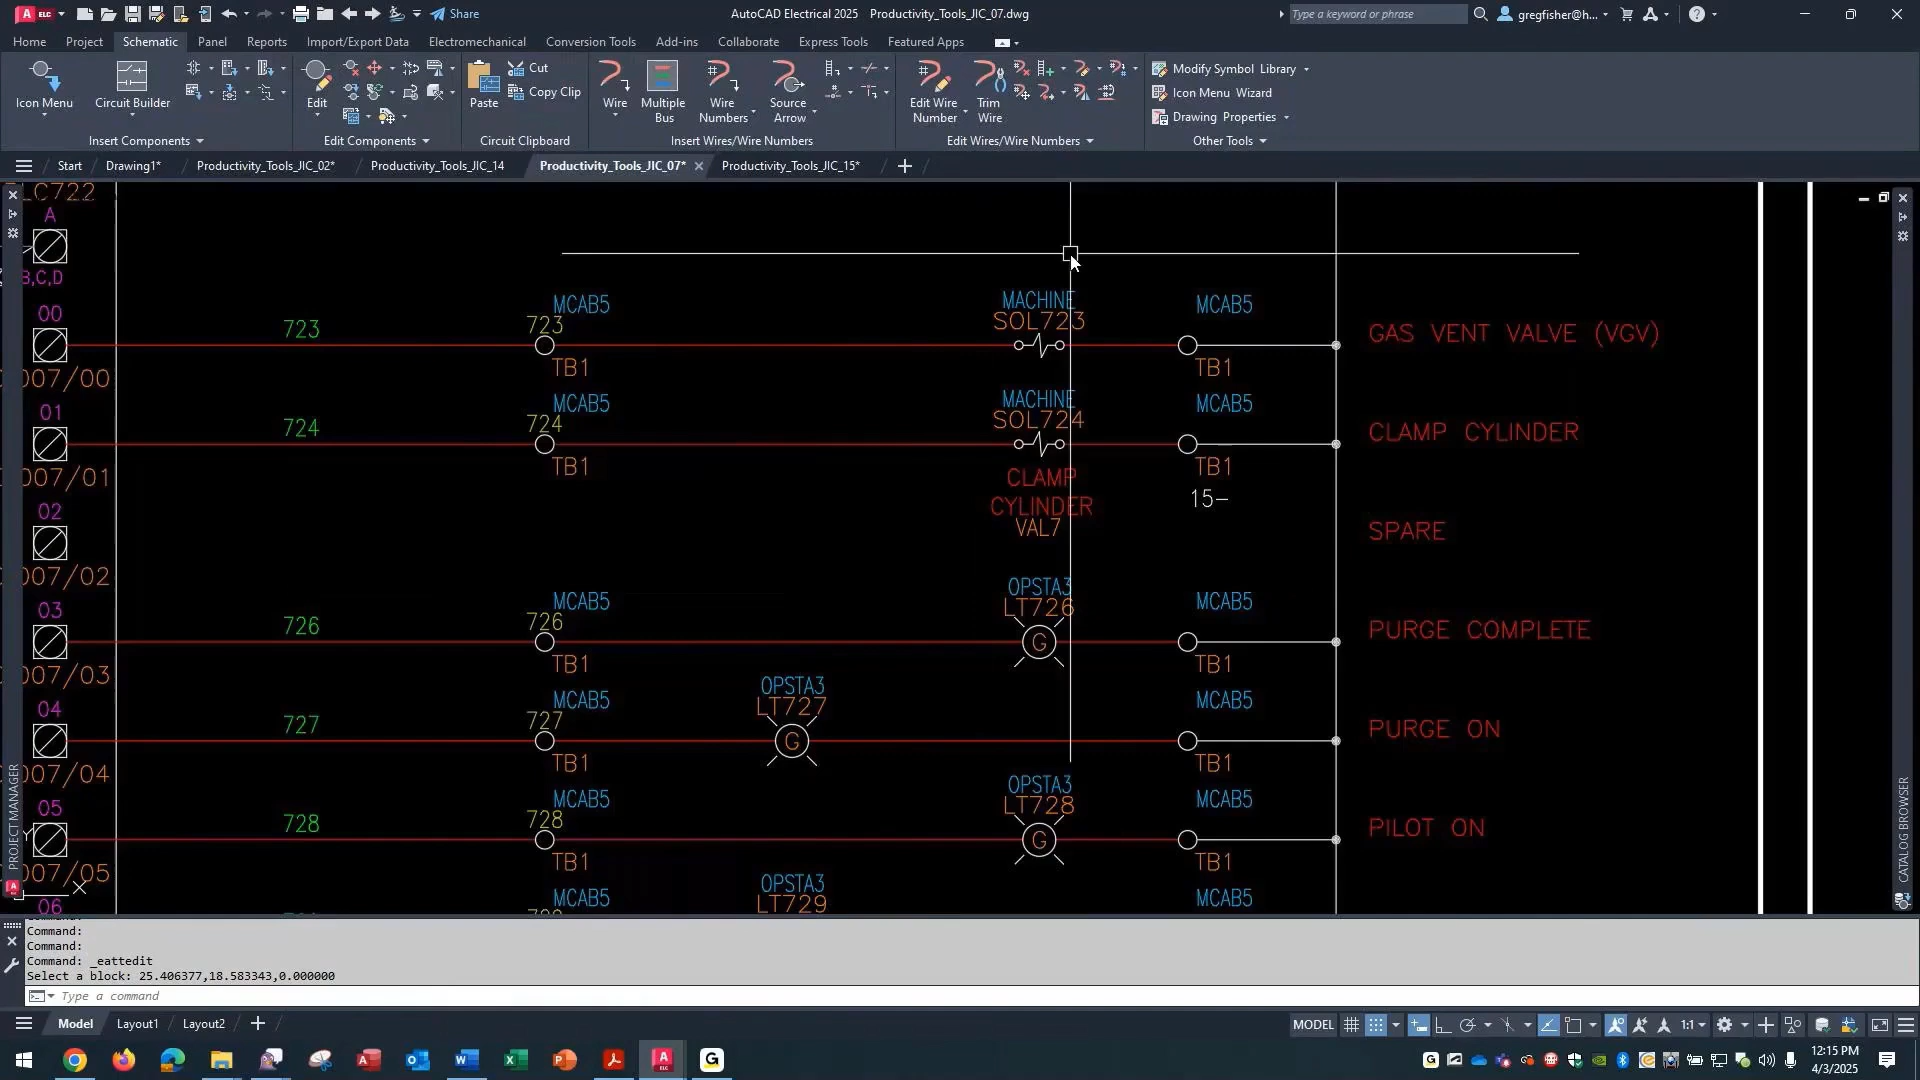 AutoCAD Electrical 2025 Productivity_Tools_JIC_07.dwg
Share
Type a keyword or phrase
gregfisher@h...
Home Project Schematic Panel Reports Import/Export Data Electromechanical Conversion Tools Add-ins Collaborate Express Tools Featured Apps
Icon Menu
Circuit Builder
Insert Components
Edit
Edit Components
Paste
Cut
Copy Clip
Circuit Clipboard
Wire
Multiple Bus
Wire Numbers
Source Arrow
Insert Wires/Wire Numbers
Edit Wire Number
Trim Wire
Edit Wires/Wire Numbers
Modify Symbol Library
Icon Menu Wizard
Drawing Properties
Other Tools
Start Drawing1* Productivity_Tools_JIC_02* Productivity_Tools_JIC_14 Productivity_Tools_JIC_07* Productivity_Tools_JIC_15*
LC722
A
B,C,D
00
723
MCAB5
723
TB1
MACHINE
SOL723
MCAB5
TB1
GAS VENT VALVE (VGV)
007/00
01
724
MCAB5
724
TB1
MACHINE
SOL724
CLAMP
CYLINDER
VAL7
MCAB5
TB1
15-
CLAMP CYLINDER
007/01
02
SPARE
007/02
03
726
MCAB5
726
TB1
OPSTA3
LT726
G
MCAB5
TB1
PURGE COMPLETE
007/03
04
727
MCAB5
727
TB1
OPSTA3
LT727
G
MCAB5
TB1
PURGE ON
007/04
05
728
MCAB5
728
TB1
OPSTA3
LT728
G
MCAB5
TB1
PILOT ON
007/05
06
MCAB5
OPSTA3
LT729
MCAB5
PROJECT MANAGER
CATALOG BROWSER
Command:
Command:
Command: _eattedit
Select a block: 25.406377,18.583343,0.000000
Type a command
Model Layout1 Layout2
MODEL
1:1
12:15 PM
4/3/2025